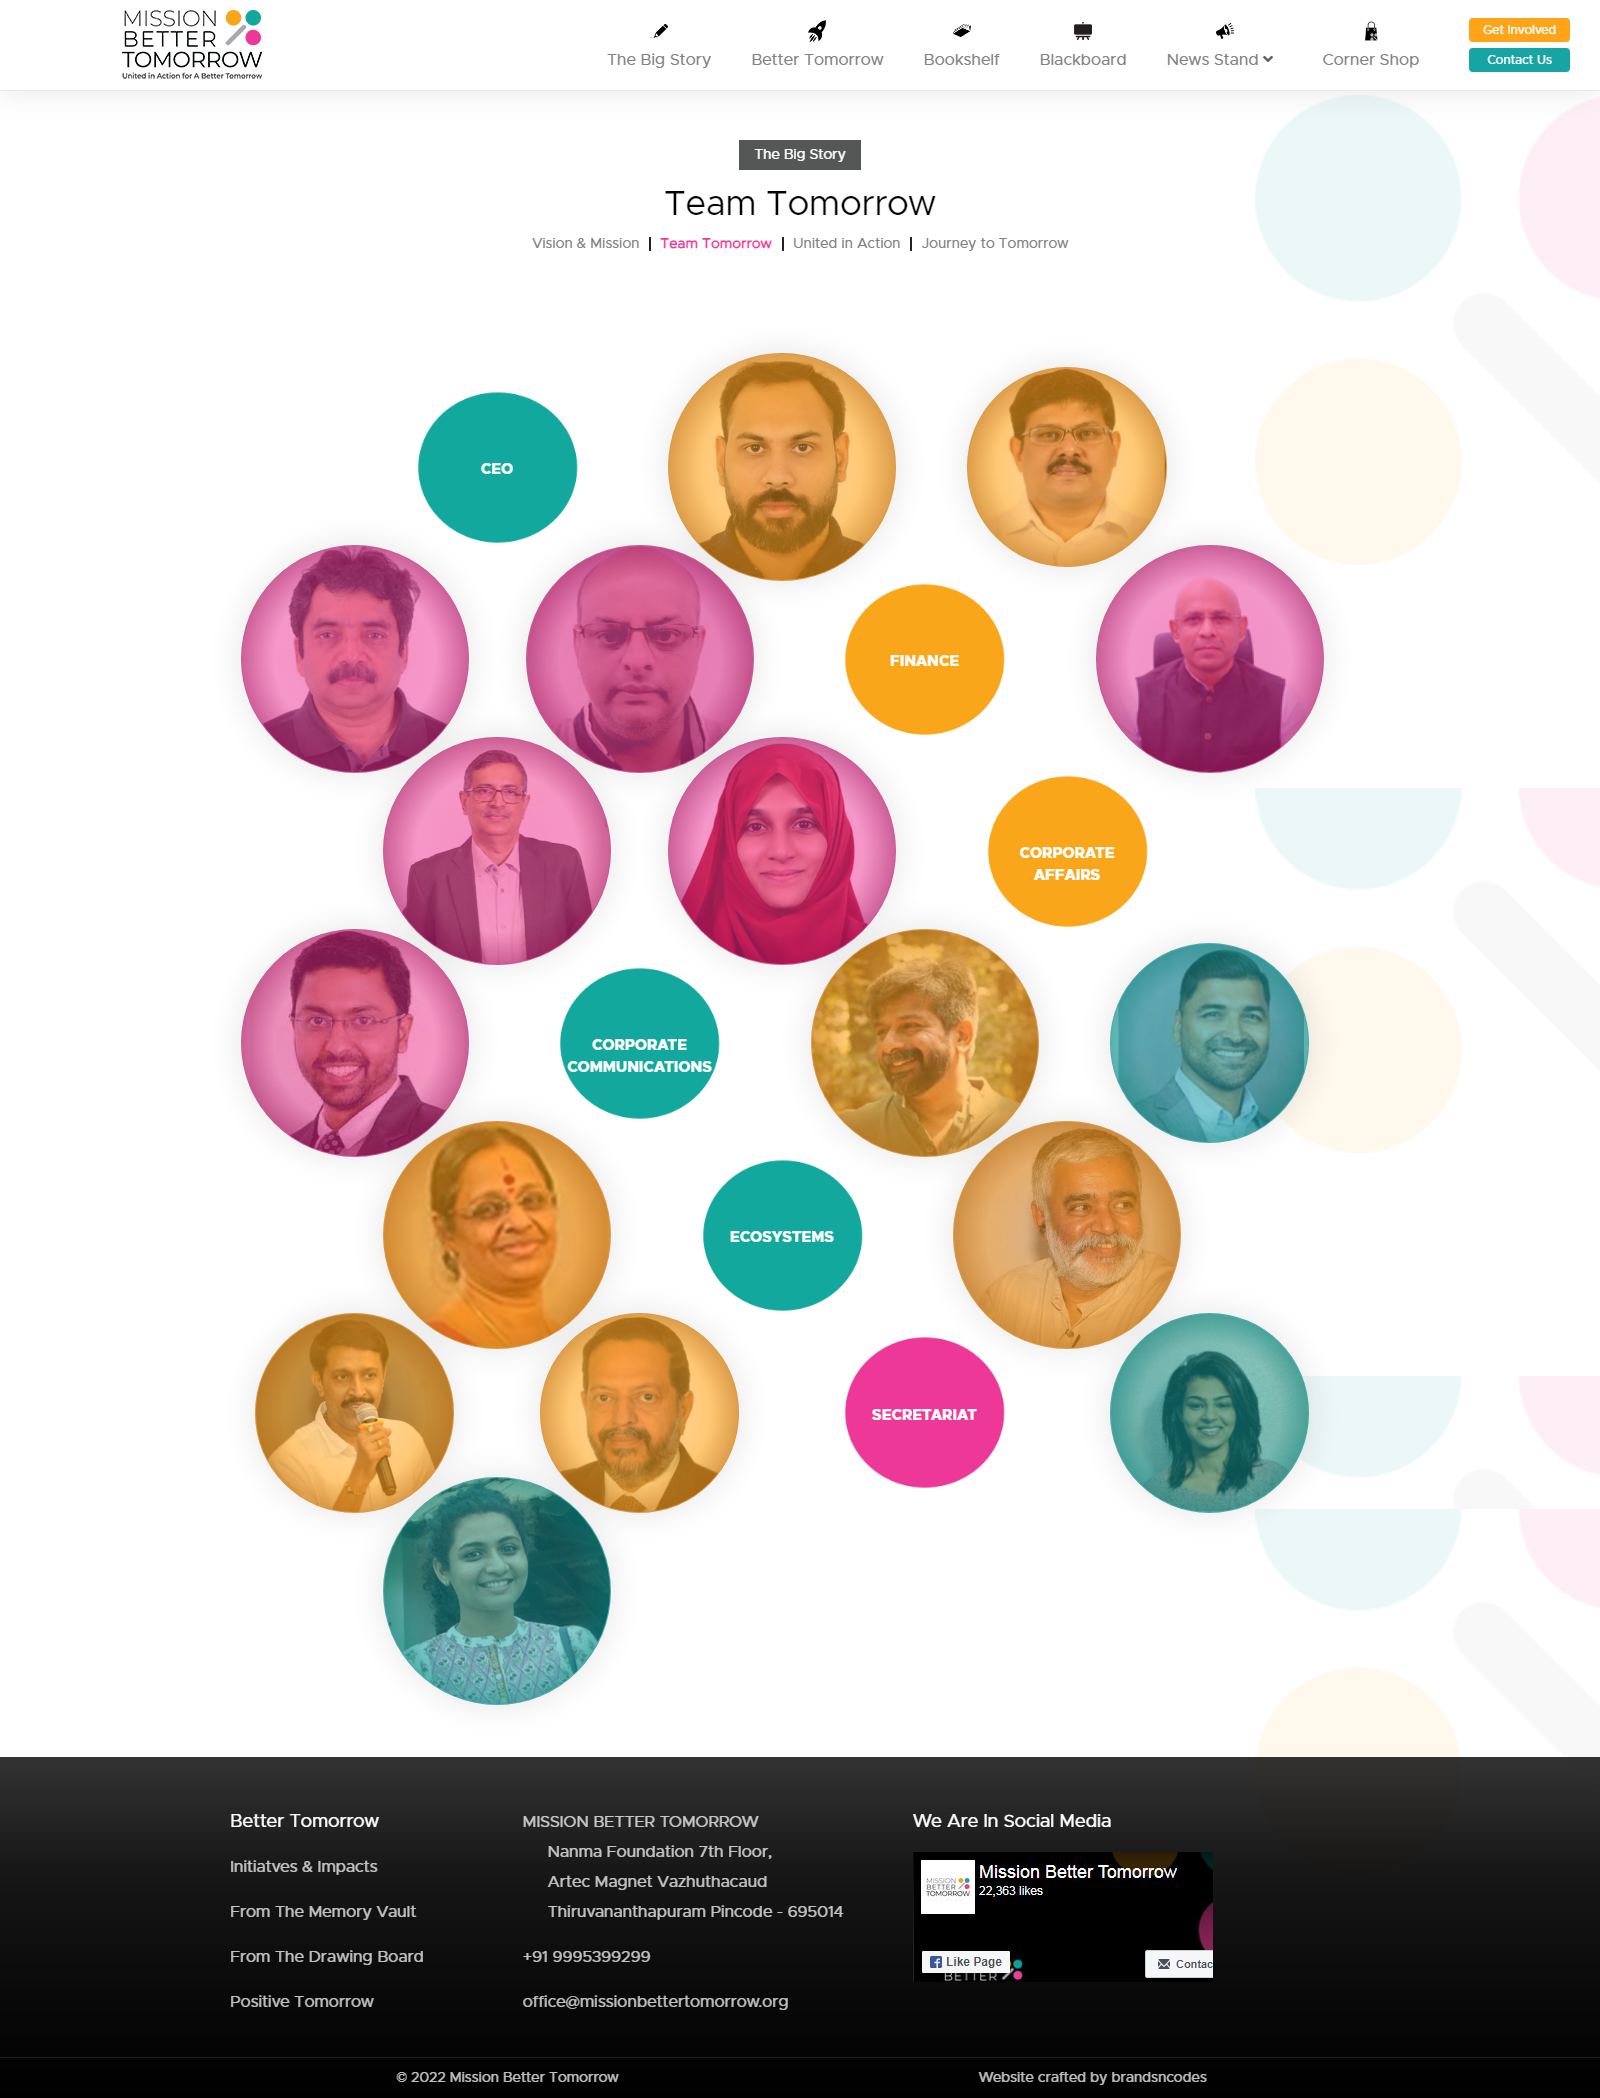 MISSION
BETTER
TOMORROW
United in Action for A Better Tomorrow
The Big Story
Better Tomorrow
Bookshelf
Blackboard
News Stand
Corner Shop
Get Involved
Contact Us
The Big Story
Team Tomorrow
Vision & Mission | Team Tomorrow | United in Action | Journey to Tomorrow
CEO
FINANCE
CORPORATE
AFFAIRS
CORPORATE
COMMUNICATIONS
ECOSYSTEMS
SECRETARIAT
Better Tomorrow
Initiatves & Impacts
From The Memory Vault
From The Drawing Board
Positive Tomorrow
MISSION BETTER TOMORROW
Nanma Foundation 7th Floor,
Artec Magnet Vazhuthacaud
Thiruvananthapuram Pincode - 695014
+91 9995399299
office@missionbettertomorrow.org
We Are In Social Media
MISSION
BETTER
TOMORROW
Mission Better Tomorrow
22,363 likes
Like Page
Contac
BETTER
© 2022 Mission Better Tomorrow
Website crafted by brandsncodes